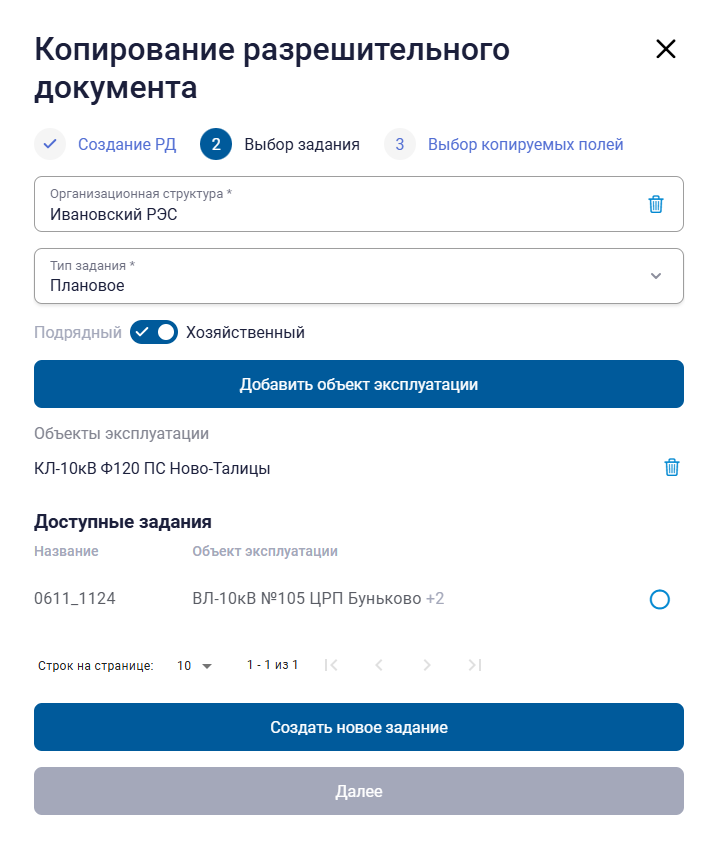 Копирование разрешительного
документа
Создание РД 2 Выбор задания 3 Выбор копируемых полей
Организационная структура *
Ивановский РЭС
Тип задания *
Плановое
Подрядный Хозяйственный
Добавить объект эксплуатации
Объекты эксплуатации
КЛ-10кВ Ф120 ПС Ново-Талицы
Доступные задания
Название Объект эксплуатации
0611_1124 ВЛ-10кВ №105 ЦРП Буньково +2
Строк на странице: 10 1 - 1 из 1
Создать новое задание
Далее